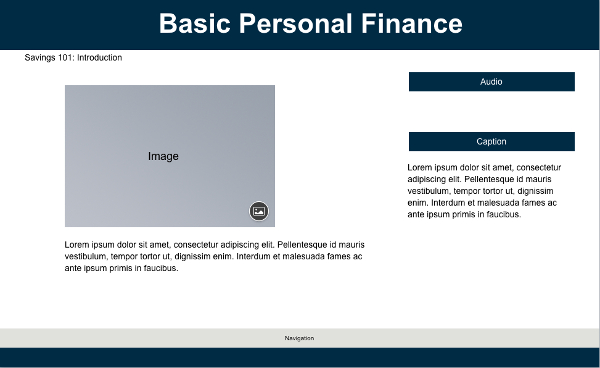 Basic Personal Finance
Savings 101: Introduction
Image
Lorem ipsum dolor sit amet, consectetur adipiscing elit. Pellentesque id mauris
vestibulum, tempor tortor ut, dignissim enim. Interdum et malesuada fames ac
ante ipsum primis in faucibus.
Audio
Caption
Lorem ipsum dolor sit amet, consectetur
adipiscing elit. Pellentesque id mauris
vestibulum, tempor tortor ut, dignissim
enim. Interdum et malesuada fames ac
ante ipsum primis in faucibus.
Navigation